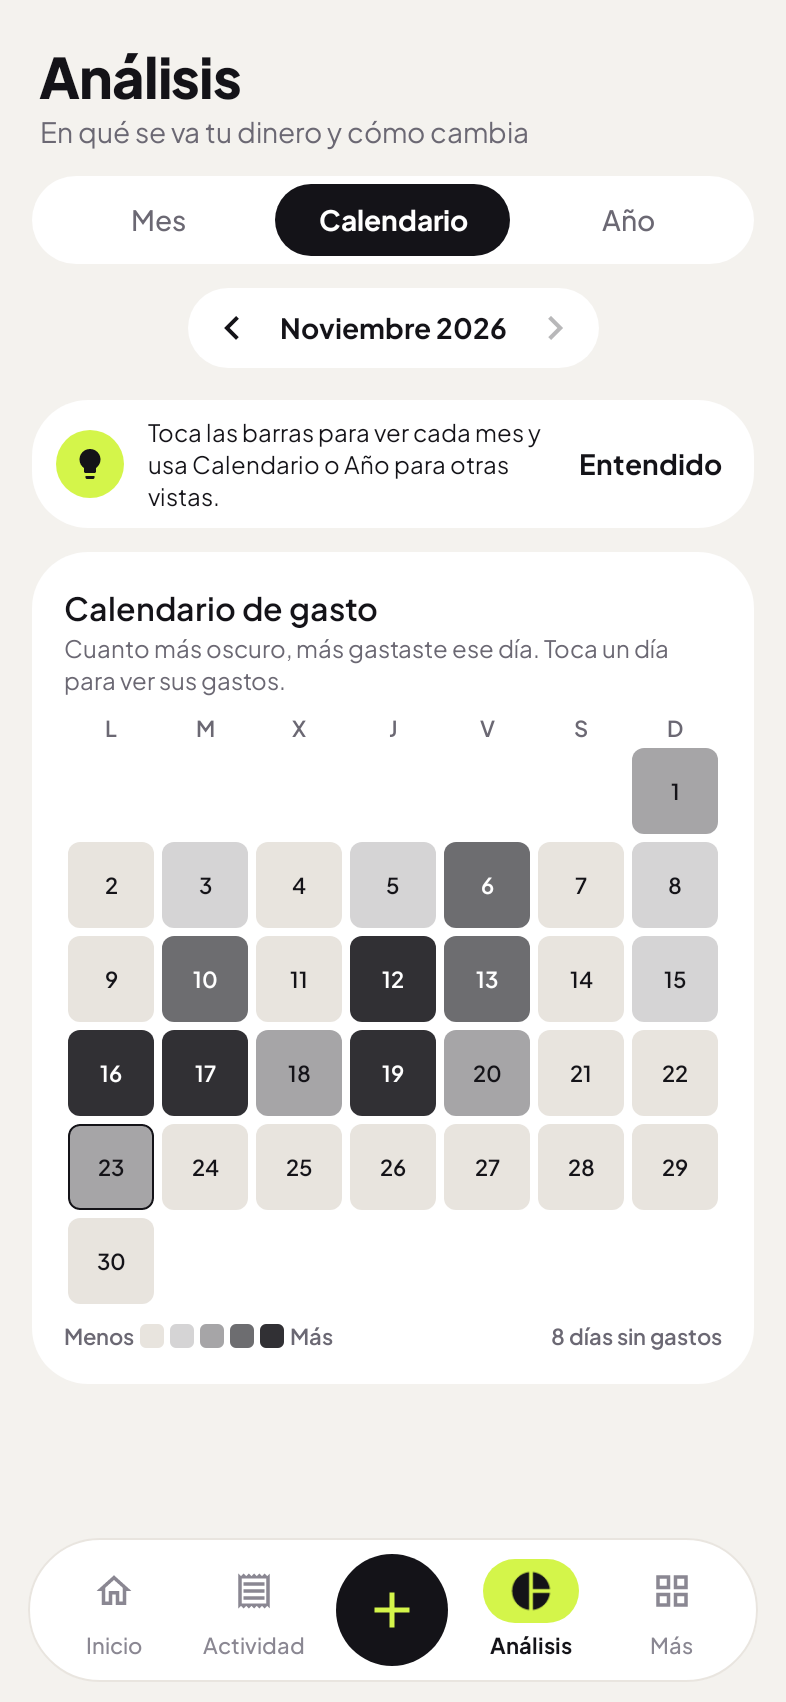 Análisis
En qué se va tu dinero y cómo cambia
Mes Calendario Año
Noviembre 2026
Toca las barras para ver cada mes y
usa Calendario o Año para otras
vistas.
Entendido
Calendario de gasto
Cuanto más oscuro, más gastaste ese día. Toca un día
para ver sus gastos.
L M X J V S D
1
2 3 4 5 6 7 8
9 10 11 12 13 14 15
16 17 18 19 20 21 22
23 24 25 26 27 28 29
30
Menos Más 8 días sin gastos
Inicio Actividad Análisis Más